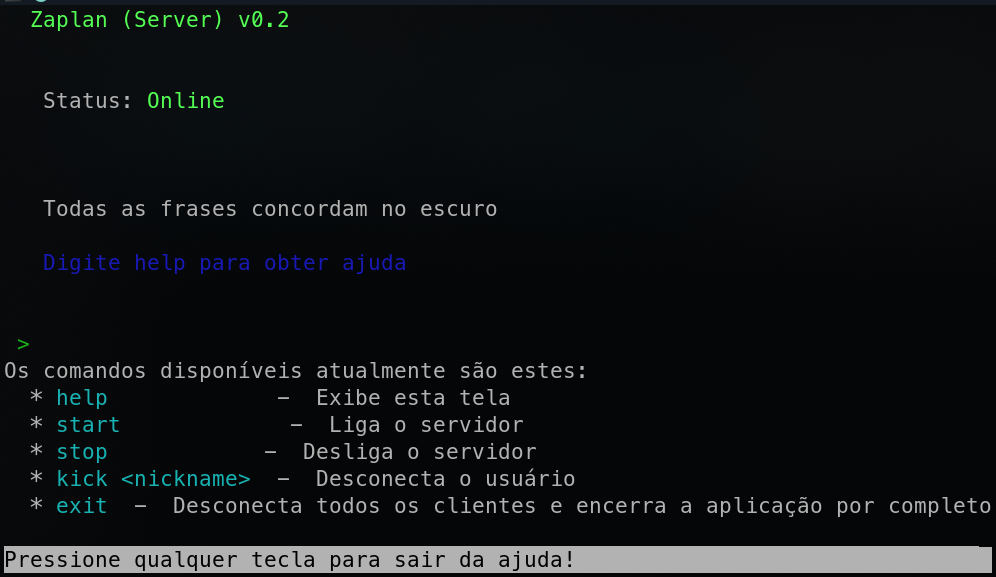 Zaplan (Server) v0.2
Status: Online
Todas as frases concordam no escuro
Digite help para obter ajuda
>
Os comandos disponíveis atualmente são estes:
* help – Exibe esta tela
* start – Liga o servidor
* stop – Desliga o servidor
* kick <nickname> – Desconecta o usuário
* exit – Desconecta todos os clientes e encerra a aplicação por completo
Pressione qualquer tecla para sair da ajuda!